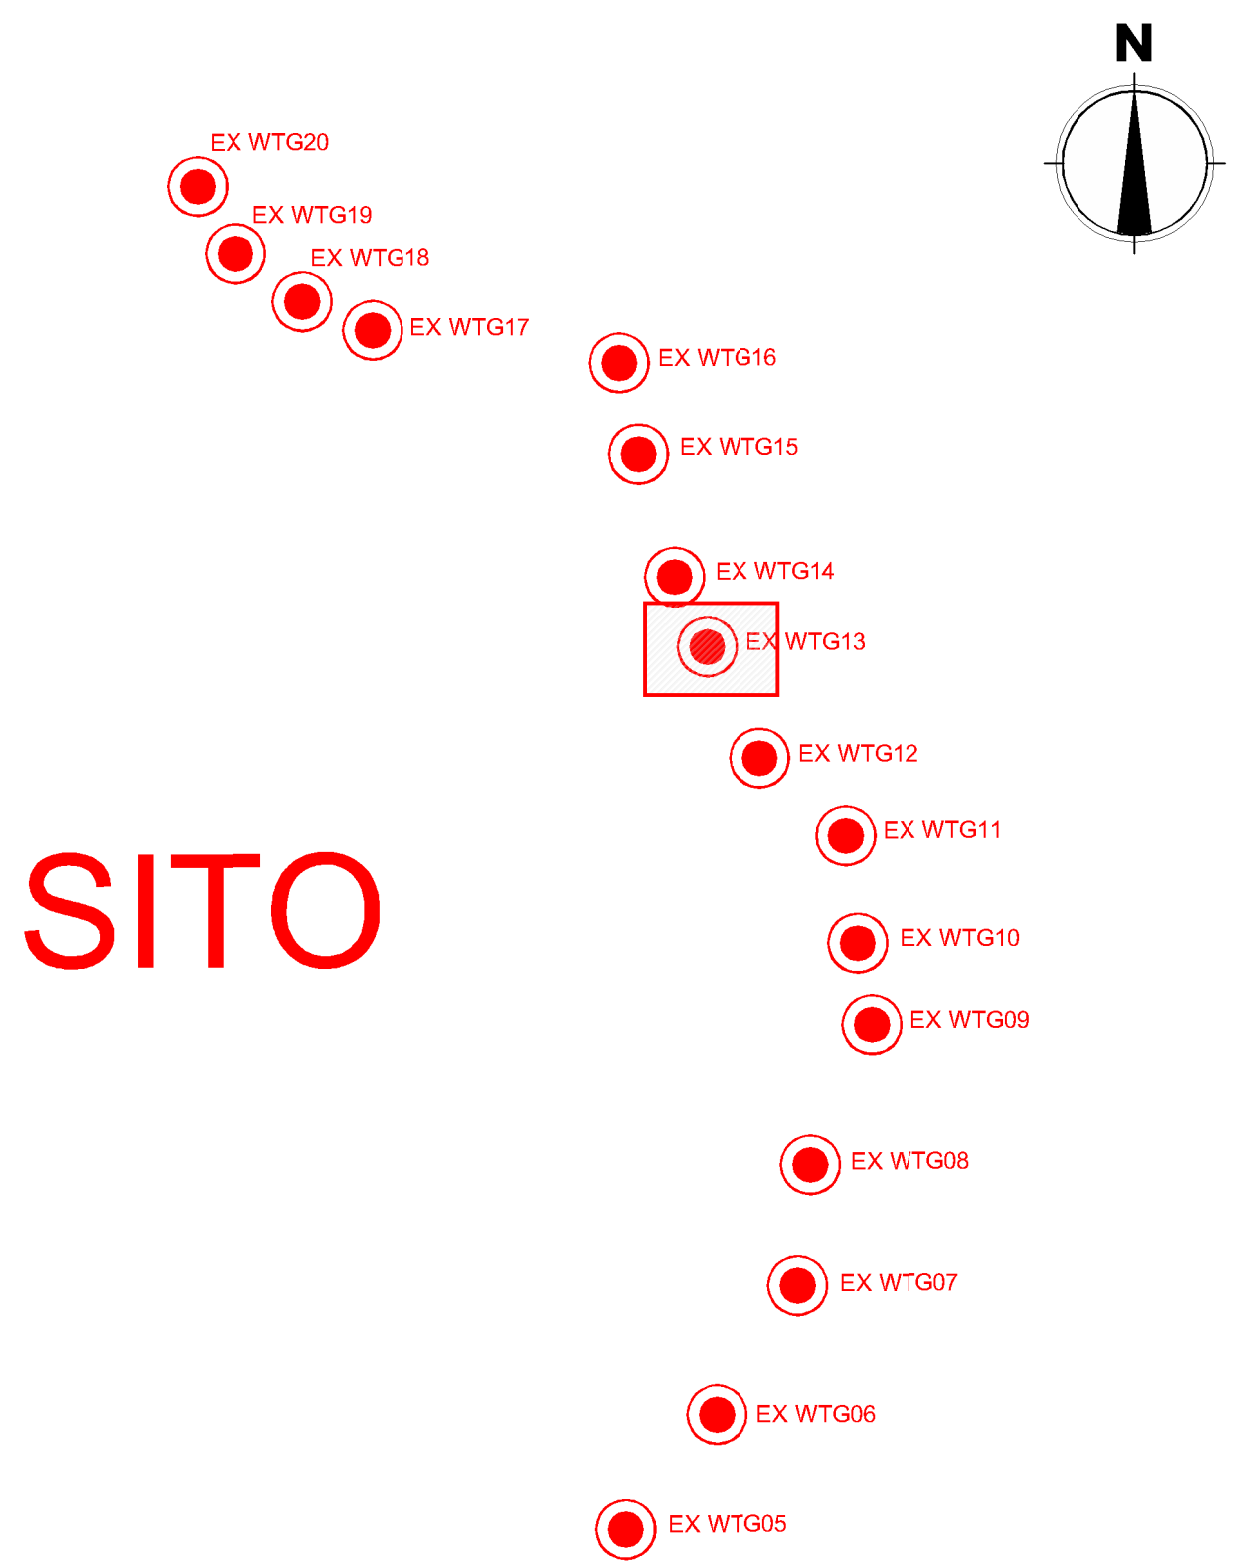 N
EX WTG20
EX WTG19
EX WTG18
EX WTG17
EX WTG16
EX WTG15
EX WTG14
EX WTG13
EX WTG12
EX WTG11
SITO
EX WTG10
EX WTG09
EX WTG08
EX WTG07
EX WTG06
EX WTG05